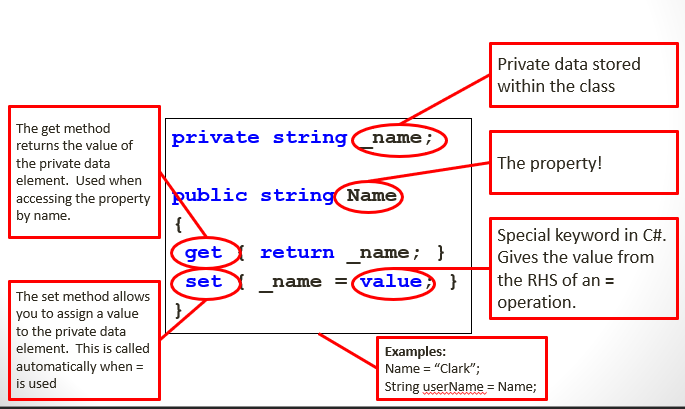 Private data stored
within the class
The get method
returns the value of
the private data
element.  Used when
accessing the property
by name.
private string _name;
public string Name
{
get { return _name; }
set { _name = value; }
}
The property!
Special keyword in C#.
Gives the value from
the RHS of an =
operation.
The set method allows
you to assign a value
to the private data
element.  This is called
automatically when =
is used
Examples:
Name = “Clark”;
String userName = Name;